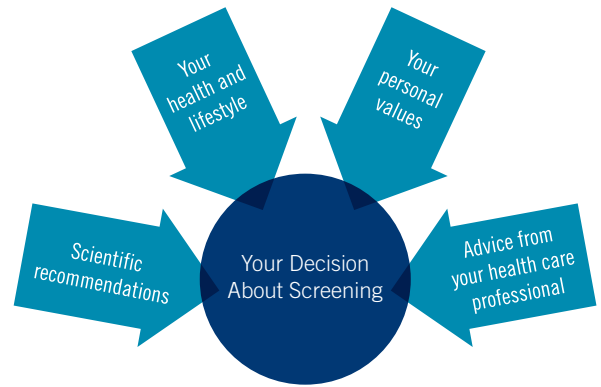 Your
health and
lifestyle
Your
personal
values
Scientific
recommendations
Your Decision
About Screening
Advice from
your health care
professional